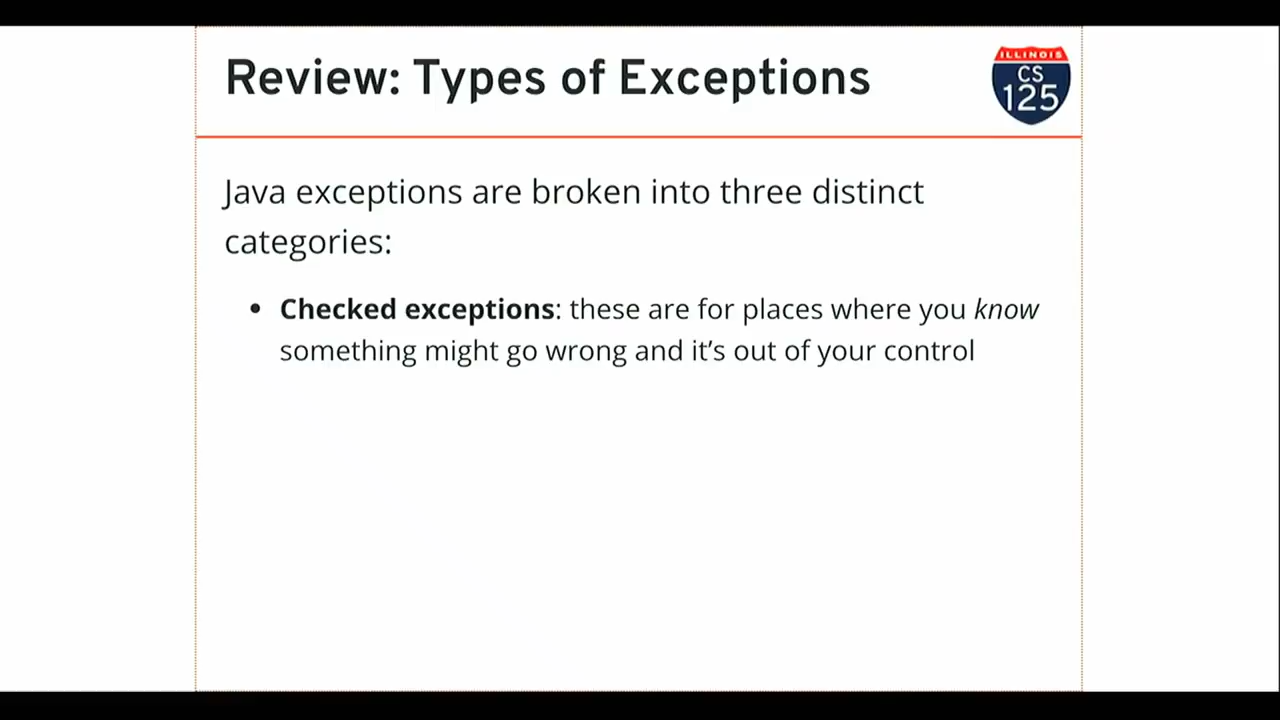 Review: Types of Exceptions
ILLINOIS
CS
125
Java exceptions are broken into three distinct
categories:
• Checked exceptions: these are for places where you know
something might go wrong and it’s out of your control